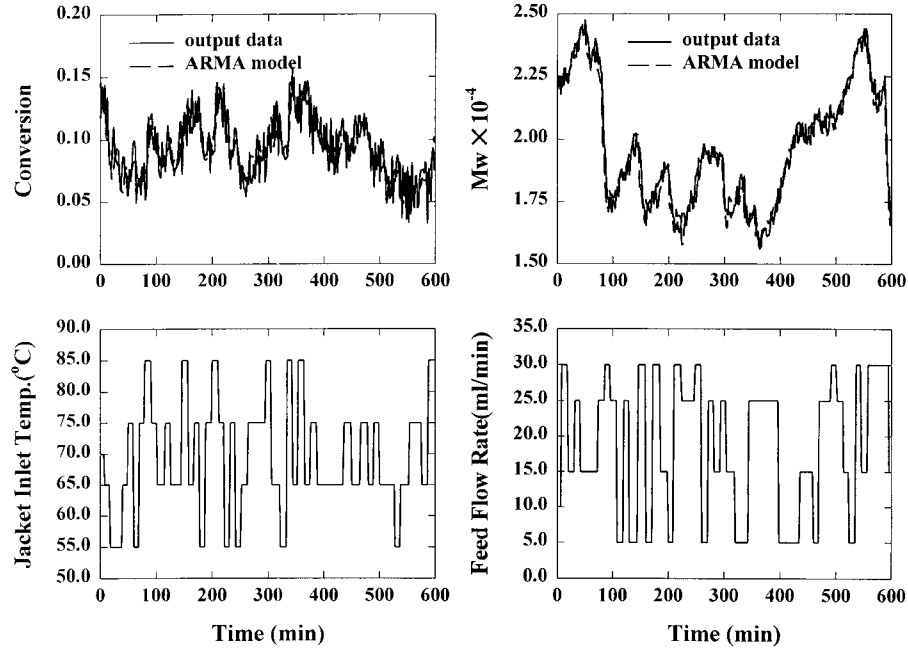 0.20
0.15
0.10
0.05
0.00
Conversion
output data
ARMA model
0 100 200 300 400 500 600
2.50
2.25
2.00
1.75
1.50
Mw × 10⁻⁴
output data
ARMA model
0 100 200 300 400 500 600
90.0
85.0
80.0
75.0
70.0
65.0
60.0
55.0
50.0
Jacket Inlet Temp.(°C)
0 100 200 300 400 500 600
Time (min)
35.0
30.0
25.0
20.0
15.0
10.0
5.0
0.0
Feed Flow Rate(ml/min)
0 100 200 300 400 500 600
Time (min)